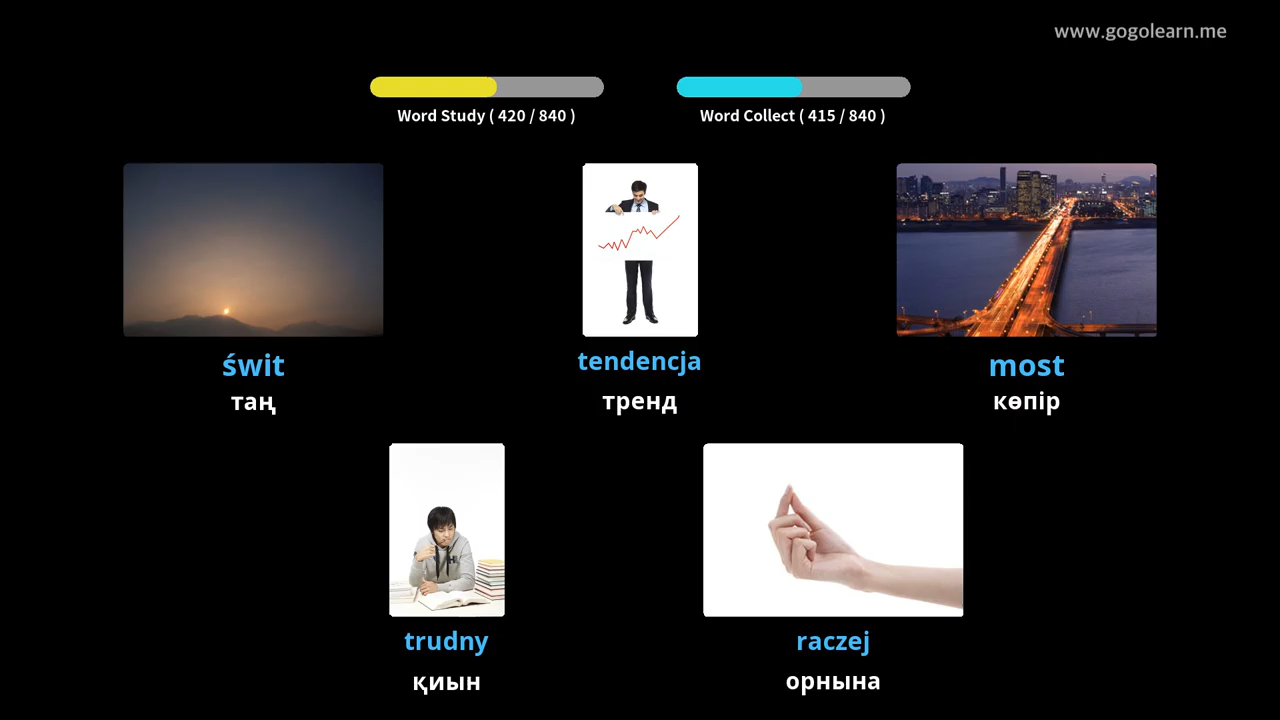 www.gogolearn.me
Word Study ( 420 / 840 )
Word Collect ( 415 / 840 )
świt
таң
tendencja
тренд
most
көпір
trudny
қиын
raczej
орнына